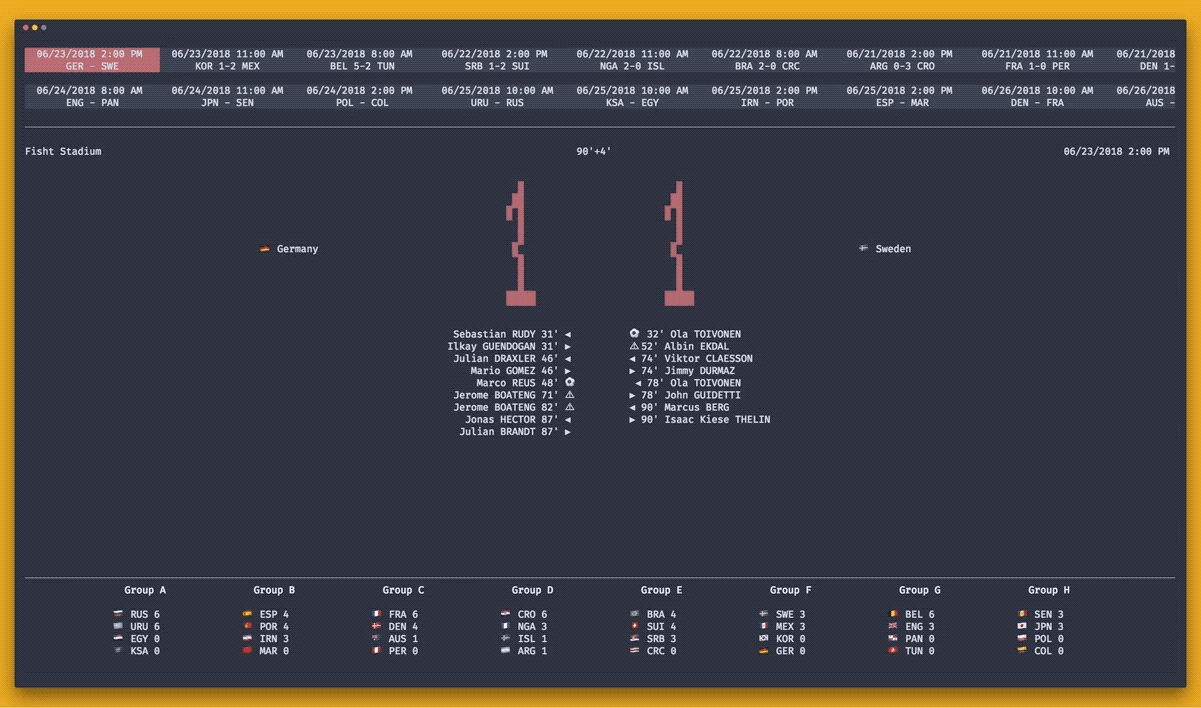 06/23/2018 2:00 PM 06/23/2018 11:00 AM 06/23/2018 8:00 AM 06/22/2018 2:00 PM 06/22/2018 11:00 AM 06/22/2018 8:00 AM 06/21/2018 2:00 PM 06/21/2018 11:00 AM 06/21/2018
GER - SWE KOR 1-2 MEX BEL 5-2 TUN SRB 1-2 SUI NGA 2-0 ISL BRA 2-0 CRC ARG 0-3 CRO FRA 1-0 PER DEN 1-
06/24/2018 8:00 AM 06/24/2018 11:00 AM 06/24/2018 2:00 PM 06/25/2018 10:00 AM 06/25/2018 10:00 AM 06/25/2018 2:00 PM 06/25/2018 2:00 PM 06/26/2018 10:00 AM 06/26/2018
ENG - PAN JPN - SEN POL - COL URU - RUS KSA - EGY IRN - POR ESP - MAR DEN - FRA AUS -
Fisht Stadium 90'+4' 06/23/2018 2:00 PM
1 1
Germany Sweden
Sebastian RUDY 31' ◄ 32' Ola TOIVONEN
Ilkay GUENDOGAN 31' ► ⚠ 52' Albin EKDAL
Julian DRAXLER 46' ◄ ◄ 74' Viktor CLAESSON
Mario GOMEZ 46' ► ► 74' Jimmy DURMAZ
Marco REUS 48' ⚽ ◄ 78' Ola TOIVONEN
Jerome BOATENG 71' ⚠ ► 78' John GUIDETTI
Jerome BOATENG 82' ⚠ ◄ 90' Marcus BERG
Jonas HECTOR 87' ◄ ► 90' Isaac Kiese THELIN
Julian BRANDT 87' ►
Group A Group B Group C Group D Group E Group F Group G Group H
RUS 6 ESP 4 FRA 6 CRO 6 BRA 4 SWE 3 BEL 6 SEN 3
URU 6 POR 4 DEN 4 NGA 3 SUI 4 MEX 3 ENG 3 JPN 3
EGY 0 IRN 3 AUS 1 ISL 1 SRB 3 KOR 0 PAN 0 POL 0
KSA 0 MAR 0 PER 0 ARG 1 CRC 0 GER 0 TUN 0 COL 0